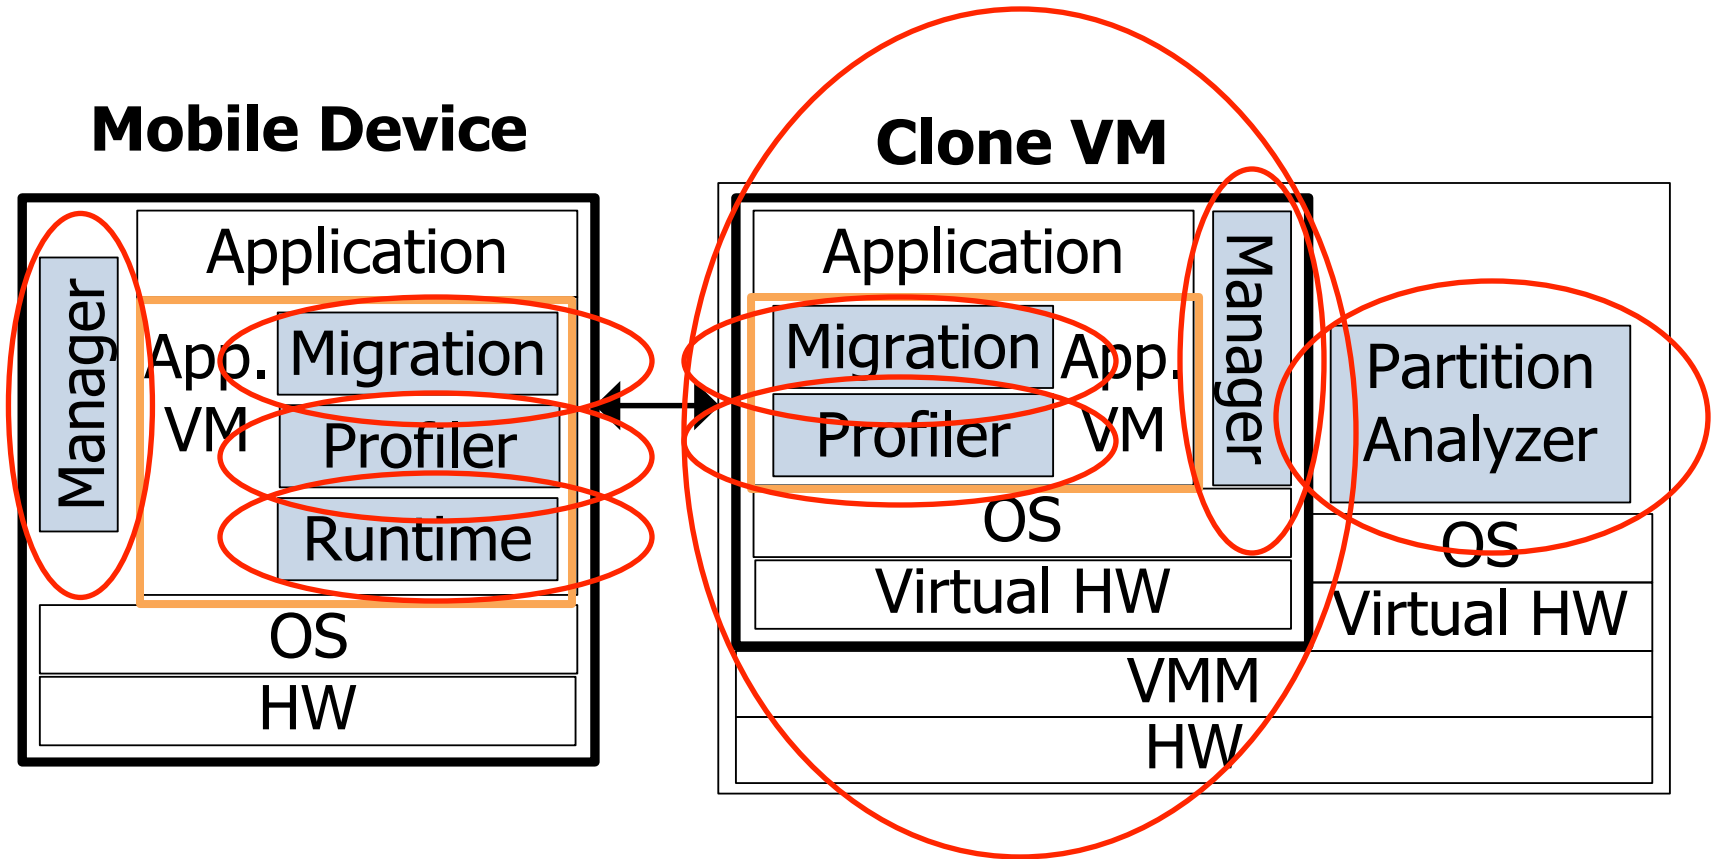 Mobile Device
Application
Manager
App.
VM
Migration
Profiler
Runtime
OS
HW
Clone VM
Application
Migration
Profiler
App.
VM
Manager
OS
Virtual HW
Partition
Analyzer
OS
Virtual HW
VMM
HW